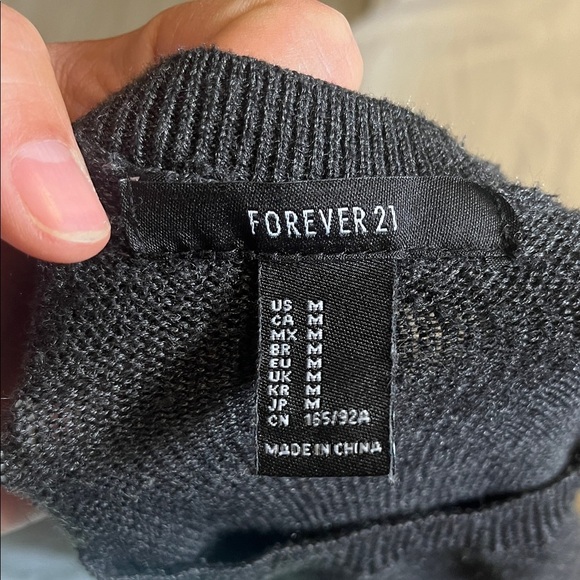 FOREVER 21
US M
CA M
MX M
BR M
EU M
UK M
KR M
JP M
CN 165/92A
MADE IN CHINA